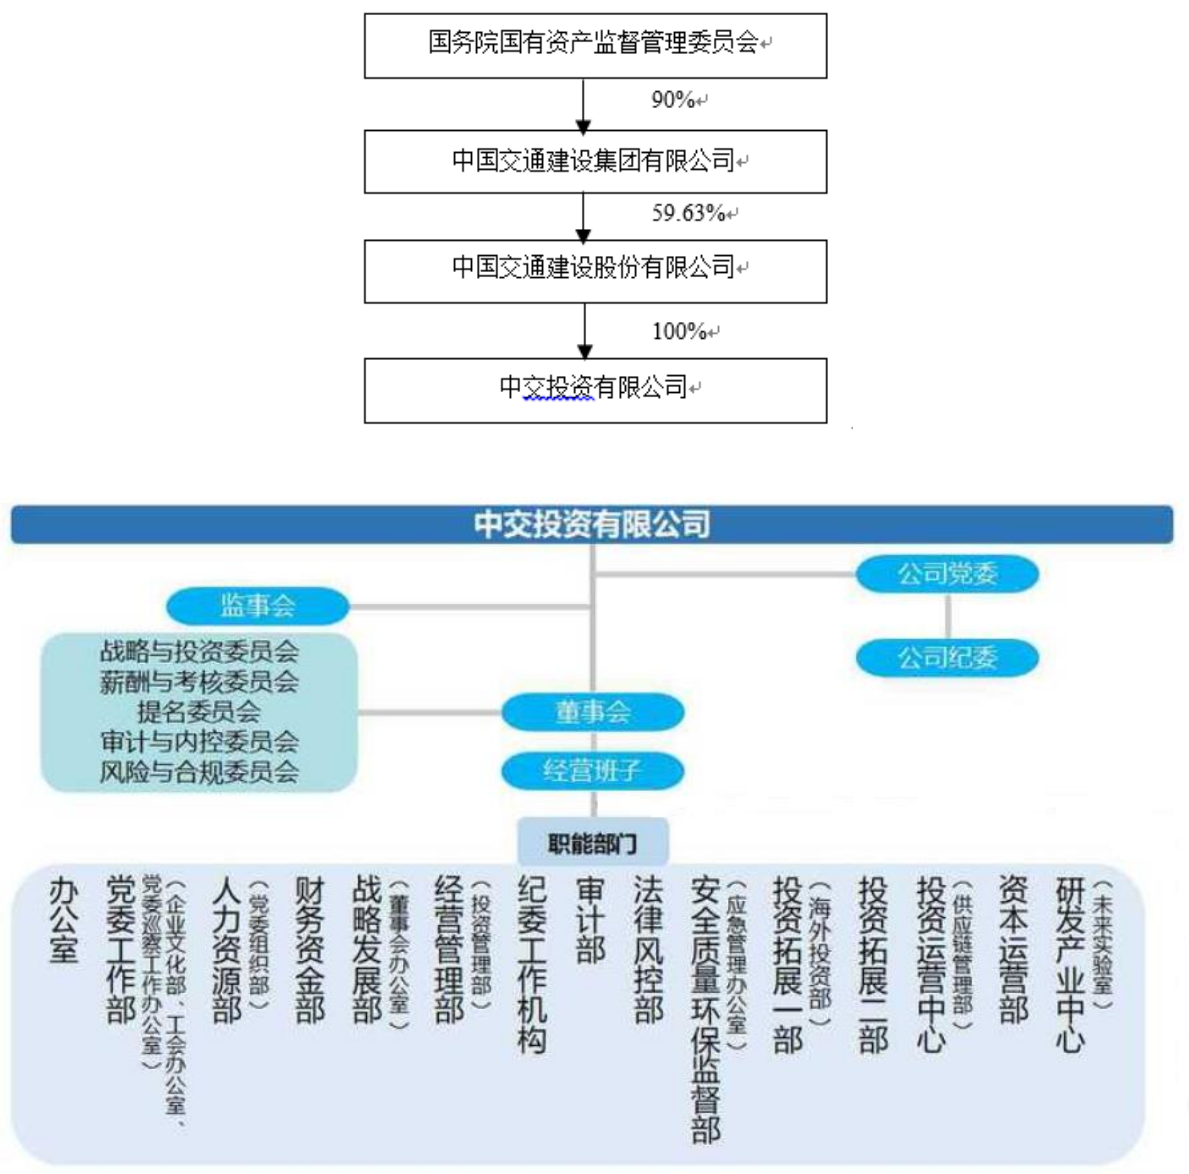 国务院国有资产监督管理委员会
90%
中国交通建设集团有限公司
59.63%
中国交通建设股份有限公司
100%
中交投资有限公司
中交投资有限公司
公司党委
监事会
公司纪委
战略与投资委员会
薪酬与考核委员会
提名委员会
审计与内控委员会
风险与合规委员会
董事会
经营班子
职能部门
办公室
党委工作部
（企业文化部、工会办公室、
党委巡察工作办公室）
人力资源部
（党委组织部）
财务资金部
战略发展部
（董事会办公室）
经营管理部
（投资管理部）
纪委工作机构
审计部
法律风控部
安全质量环保监督部
（应急管理办公室）
投资拓展一部
（海外投资部）
投资拓展二部
投资运营中心
（供应链管理部）
资本运营部
研发产业中心
（未来实验室）